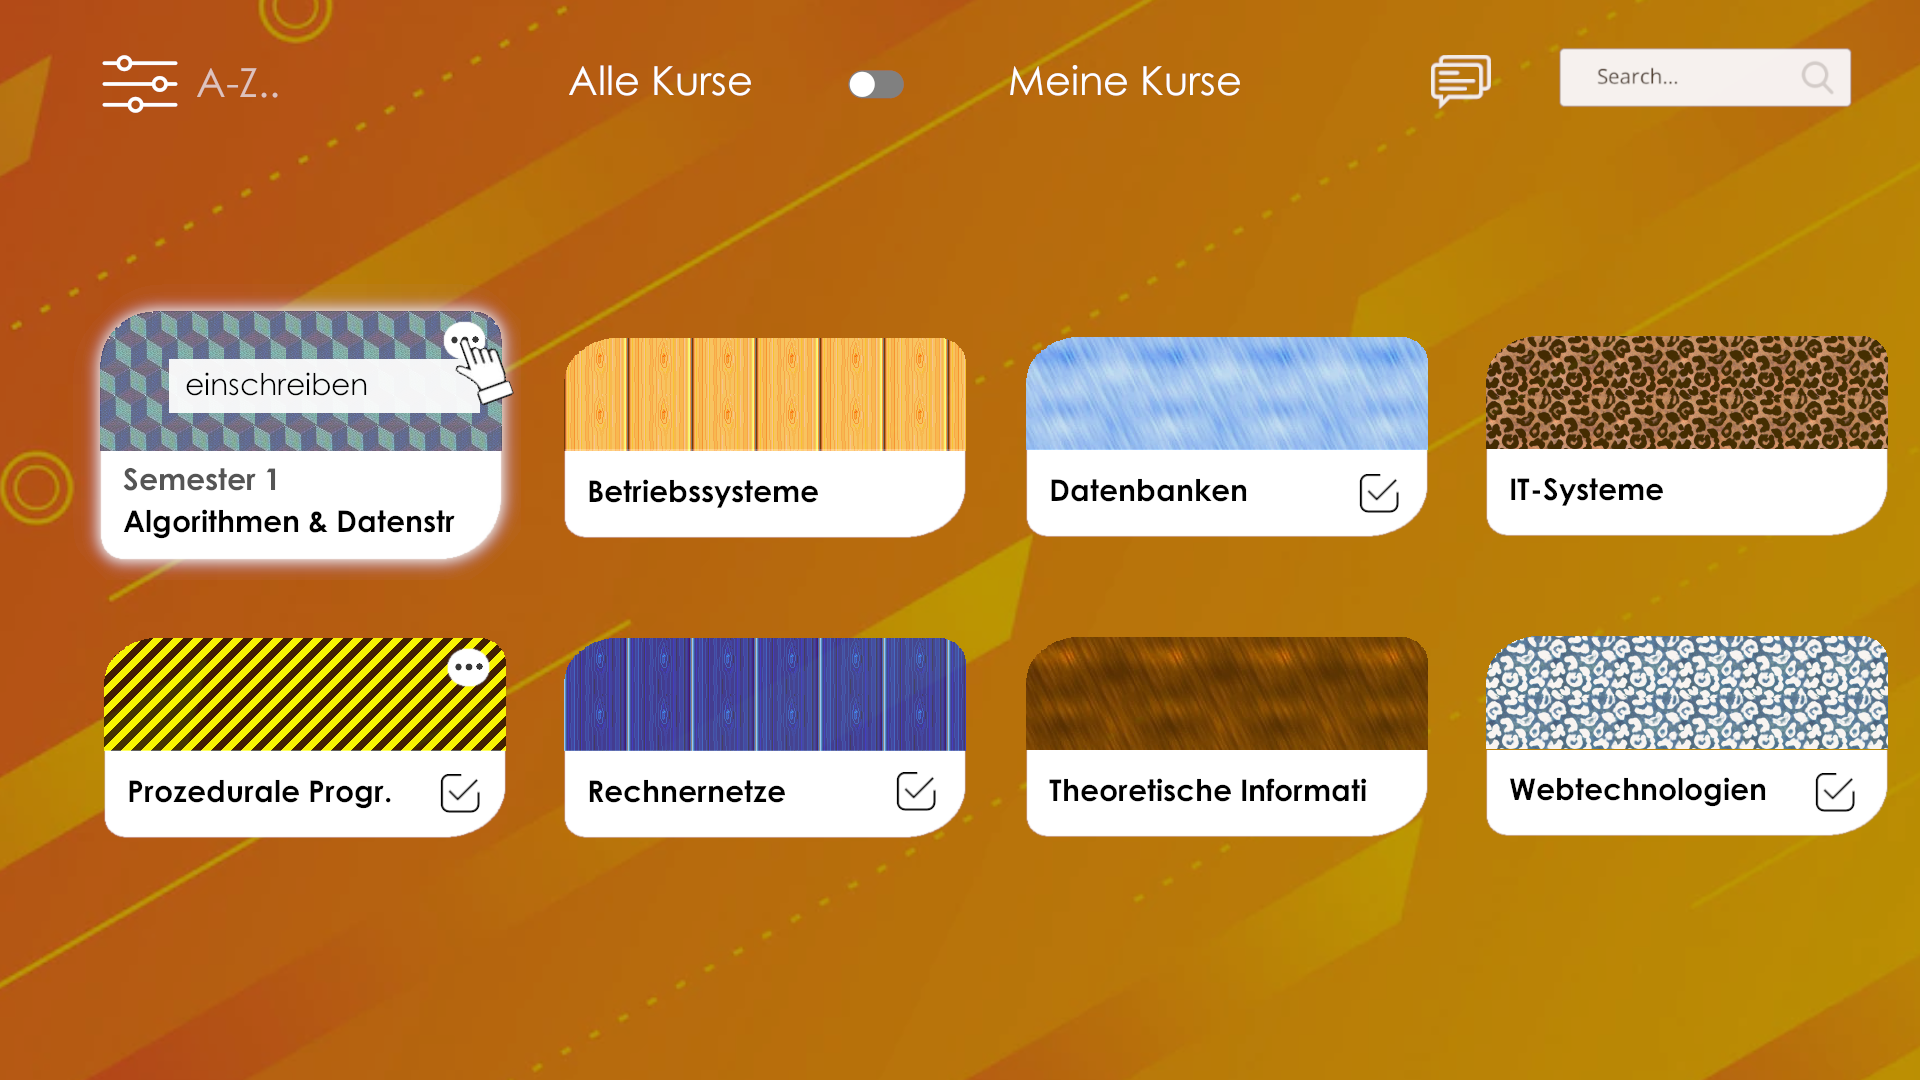 A-Z..
Alle Kurse
Meine Kurse
Search...
einschreiben
Semester 1
Algorithmen & Datenstr
Betriebssysteme
Datenbanken
IT-Systeme
Prozedurale Progr.
Rechnernetze
Theoretische Informati
Webtechnologien